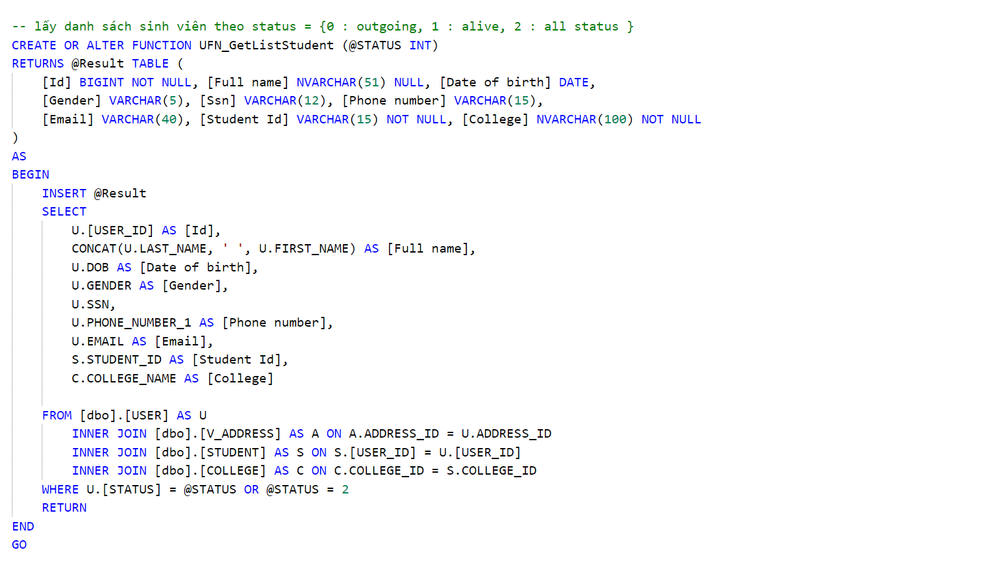 -- lấy danh sách sinh viên theo status = {0 : outgoing, 1 : alive, 2 : all status }
CREATE OR ALTER FUNCTION UFN_GetListStudent (@STATUS INT)
RETURNS @Result TABLE (
    [Id] BIGINT NOT NULL, [Full name] NVARCHAR(51) NULL, [Date of birth] DATE,
    [Gender] VARCHAR(5), [Ssn] VARCHAR(12), [Phone number] VARCHAR(15),
    [Email] VARCHAR(40), [Student Id] VARCHAR(15) NOT NULL, [College] NVARCHAR(100) NOT NULL
)
AS
BEGIN
    INSERT @Result
    SELECT
        U.[USER_ID] AS [Id],
        CONCAT(U.LAST_NAME, ' ', U.FIRST_NAME) AS [Full name],
        U.DOB AS [Date of birth],
        U.GENDER AS [Gender],
        U.SSN,
        U.PHONE_NUMBER_1 AS [Phone number],
        U.EMAIL AS [Email],
        S.STUDENT_ID AS [Student Id],
        C.COLLEGE_NAME AS [College]
    FROM [dbo].[USER] AS U
        INNER JOIN [dbo].[V_ADDRESS] AS A ON A.ADDRESS_ID = U.ADDRESS_ID
        INNER JOIN [dbo].[STUDENT] AS S ON S.[USER_ID] = U.[USER_ID]
        INNER JOIN [dbo].[COLLEGE] AS C ON C.COLLEGE_ID = S.COLLEGE_ID
    WHERE U.[STATUS] = @STATUS OR @STATUS = 2
    RETURN
END
GO